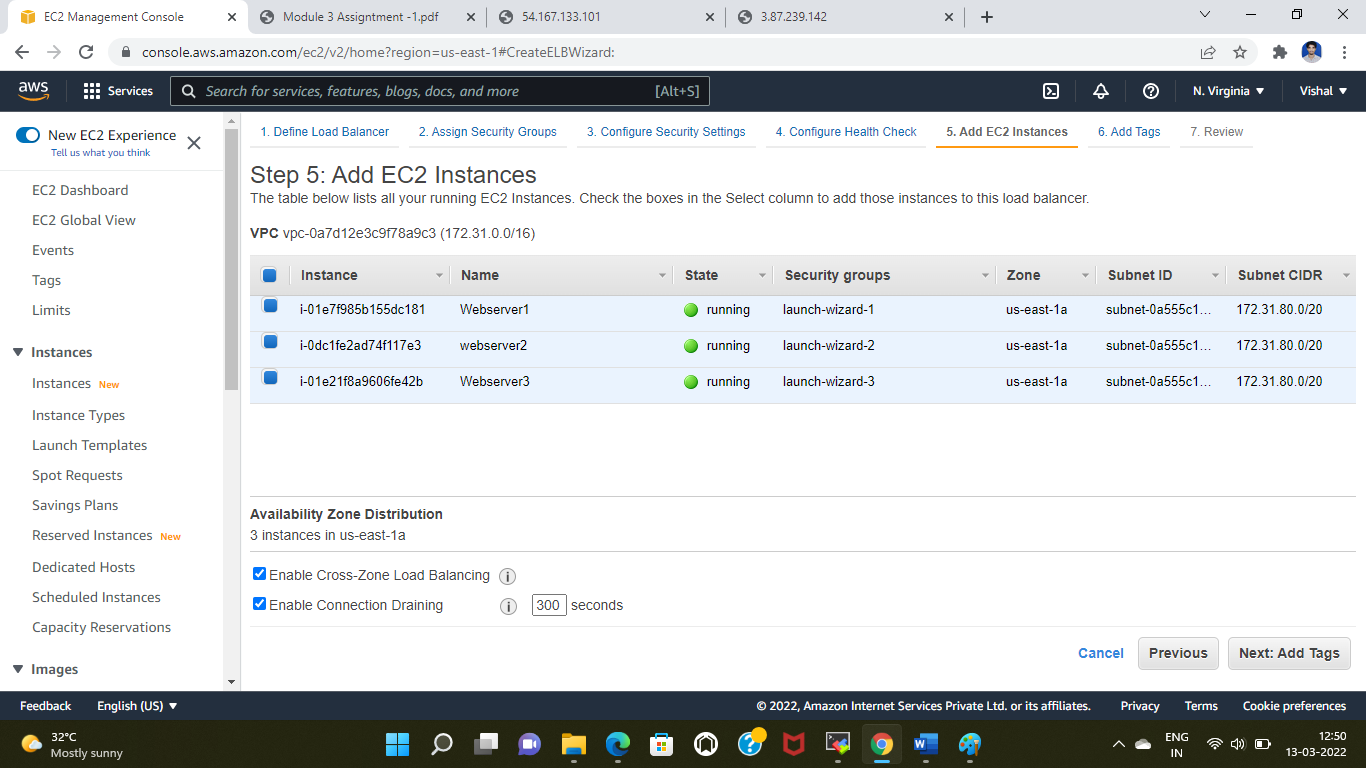 EC2 Management Console
Module 3 Assigntment -1.pdf
54.167.133.101
3.87.239.142
console.aws.amazon.com/ec2/v2/home?region=us-east-1#CreateELBWizard:
aws
Services
Search for services, features, blogs, docs, and more [Alt+S]
N. Virginia
Vishal
New EC2 Experience
Tell us what you think
EC2 Dashboard
EC2 Global View
Events
Tags
Limits
Instances
Instances New
Instance Types
Launch Templates
Spot Requests
Savings Plans
Reserved Instances New
Dedicated Hosts
Scheduled Instances
Capacity Reservations
Images
1. Define Load Balancer 2. Assign Security Groups 3. Configure Security Settings 4. Configure Health Check 5. Add EC2 Instances 6. Add Tags 7. Review
Step 5: Add EC2 Instances
The table below lists all your running EC2 Instances. Check the boxes in the Select column to add those instances to this load balancer.
VPC vpc-0a7d12e3c9f78a9c3 (172.31.0.0/16)
Instance Name State Security groups Zone Subnet ID Subnet CIDR
i-01e7f985b155dc181 Webserver1 running launch-wizard-1 us-east-1a subnet-0a555c1... 172.31.80.0/20
i-0dc1fe2ad74f117e3 webserver2 running launch-wizard-2 us-east-1a subnet-0a555c1... 172.31.80.0/20
i-01e21f8a9606fe42b Webserver3 running launch-wizard-3 us-east-1a subnet-0a555c1... 172.31.80.0/20
Availability Zone Distribution
3 instances in us-east-1a
Enable Cross-Zone Load Balancing
Enable Connection Draining 300 seconds
Cancel Previous Next: Add Tags
Feedback English (US) © 2022, Amazon Internet Services Private Ltd. or its affiliates. Privacy Terms Cookie preferences
32°C
Mostly sunny
ENG
IN
12:50
13-03-2022